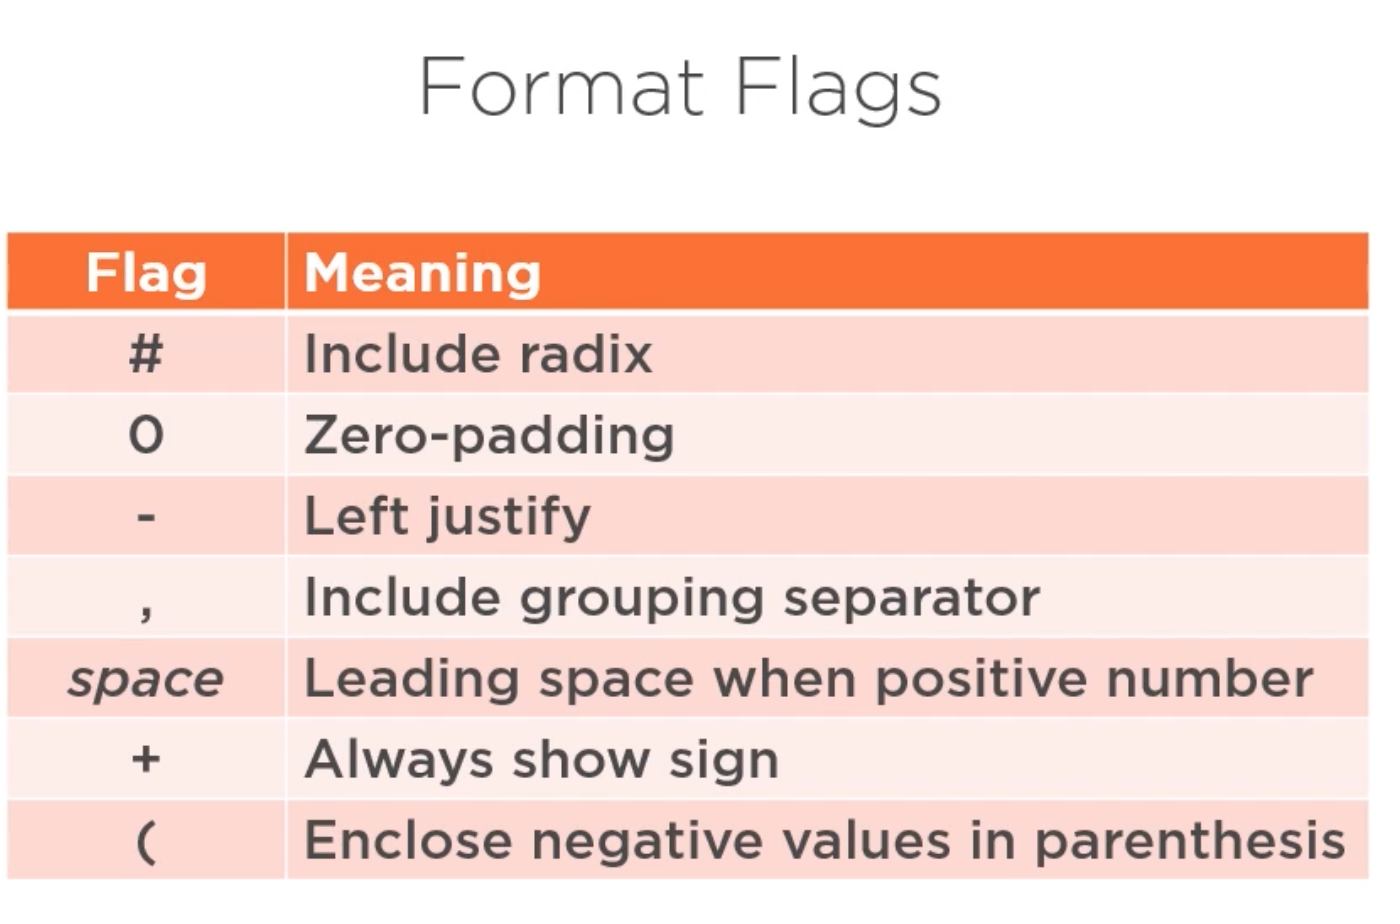 Format Flags
Flag Meaning
# Include radix
0 Zero-padding
- Left justify
, Include grouping separator
space Leading space when positive number
+ Always show sign
( Enclose negative values in parenthesis